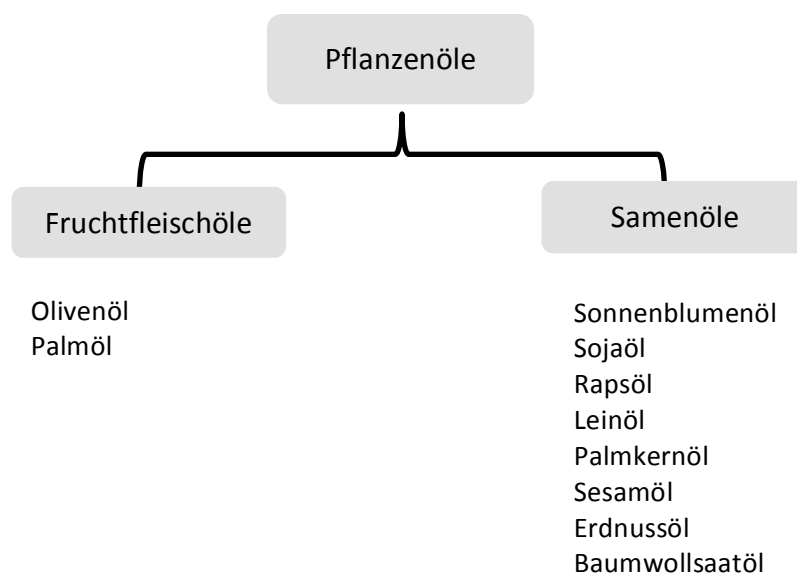 Pflanzenöle
Fruchtfleischöle
Olivenöl
Palmöl
Samenöle
Sonnenblumenöl
Sojaöl
Rapsöl
Leinöl
Palmkernöl
Sesamöl
Erdnussöl
Baumwollsaatöl